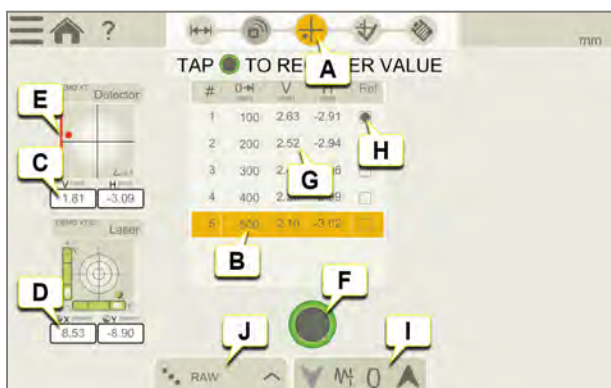 ?
mm
A
TAP TO RE ER VALUE
E
Detector
# V H Ref
1 100 2.63 -2.91
H
C
2 200 2.52 -2.94
V H
G
3 300
1.81 -3.09
4 400
Laser
5 500 2.10 -3.02
B
D
F
X Y
8.53 -8.90
J
I
RAW
0